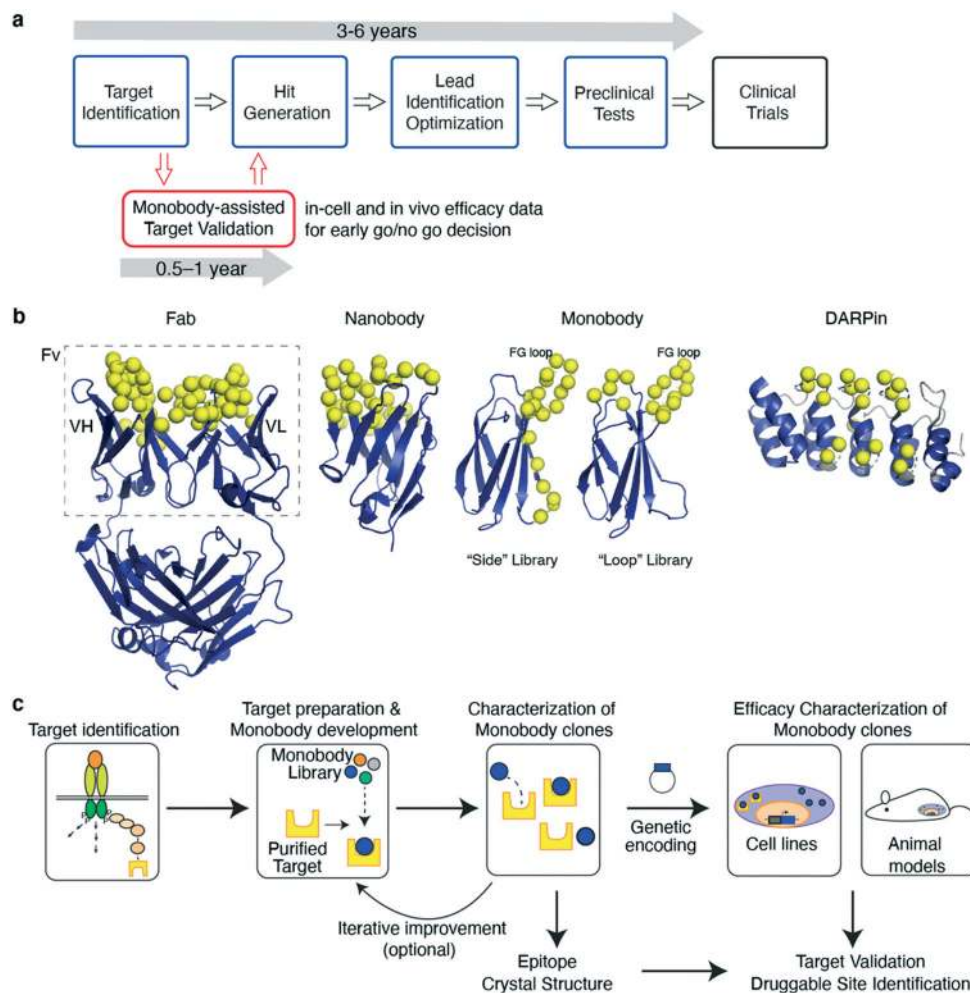 a
3-6 years
Target
Identification
Hit
Generation
Lead
Identification
Optimization
Preclinical
Tests
Clinical
Trials
Monobody-assisted
Target Validation
in-cell and in vivo efficacy data
for early go/no go decision
0.5–1 year
b
Fab
Nanobody
Monobody
DARPin
Fv
FG loop
FG loop
VH
VL
“Side” Library
“Loop” Library
c
Target identification
Target preparation &
Monobody development
Characterization of
Monobody clones
Efficacy Characterization of
Monobody clones
Monobody
Library
Purified
Target
Genetic
encoding
Cell lines
Animal
models
Iterative improvement
(optional)
Epitope
Crystal Structure
Target Validation
Druggable Site Identification